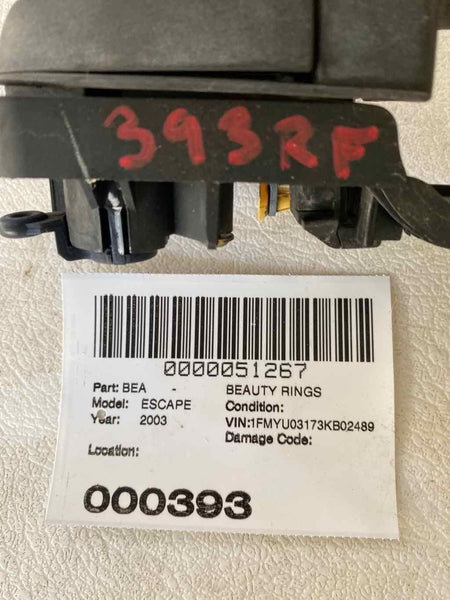 393RF
0000051267
Part: BEA - BEAUTY RINGS
Model: ESCAPE Condition:
Year: 2003 VIN:1FMYU03173KB02489
Damage Code:
Location:
000393